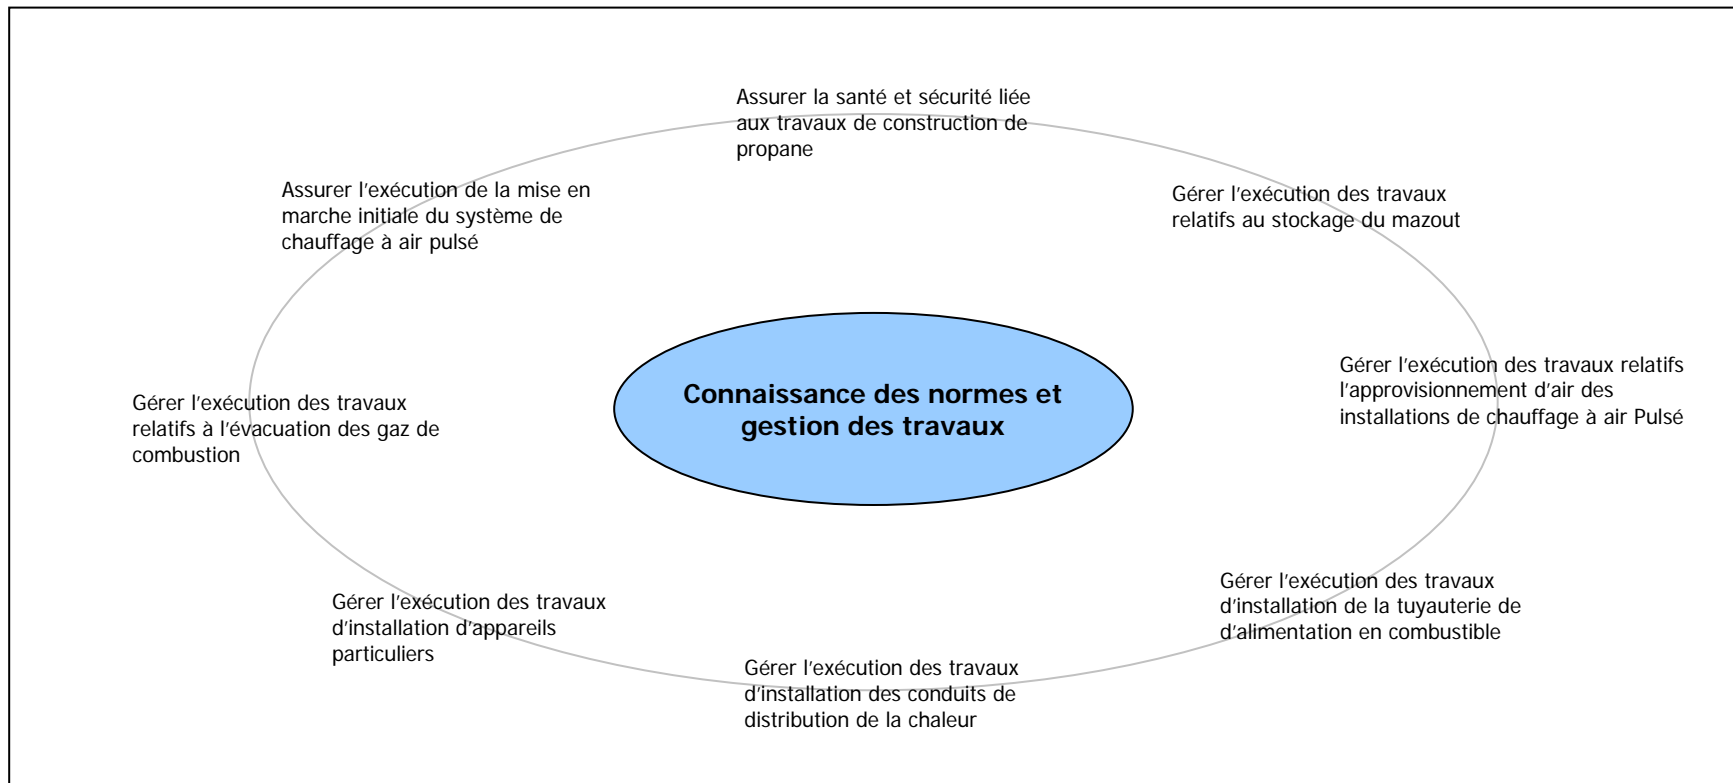 Assurer la santé et sécurité liée
aux travaux de construction de
propane
Assurer l'exécution de la mise en
marche initiale du système de
chauffage à air pulsé
Gérer l'exécution des travaux
relatifs au stockage du mazout
Connaissance des normes et
gestion des travaux
Gérer l'exécution des travaux relatifs
l'approvisionnement d'air des
installations de chauffage à air Pulsé
Gérer l'exécution des travaux
relatifs à l'évacuation des gaz de
combustion
Gérer l'exécution des travaux
d'installation de la tuyauterie de
d'alimentation en combustible
Gérer l'exécution des travaux
d'installation d'appareils
particuliers
Gérer l'exécution des travaux
d'installation des conduits de
distribution de la chaleur